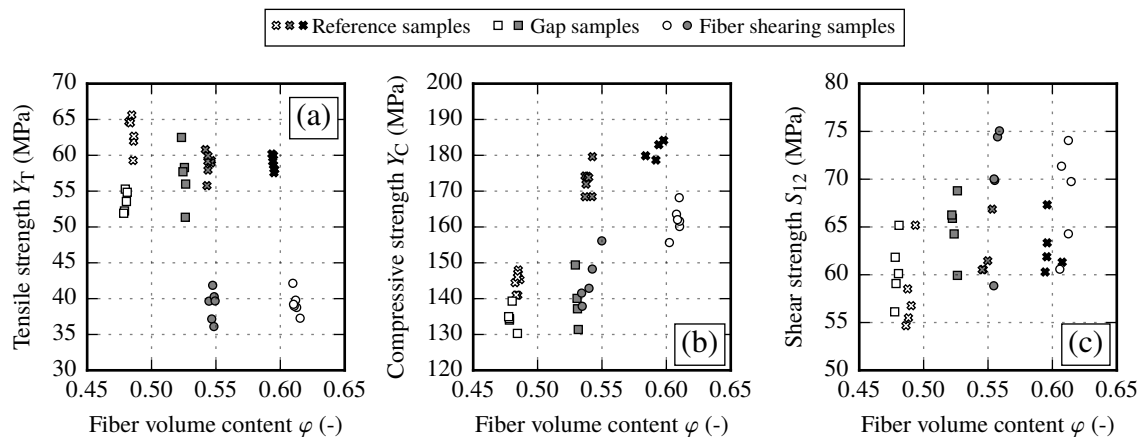 Reference samples Gap samples Fiber shearing samples
70
65
60
55
50
45
40
35
30
0.45 0.50 0.55 0.60 0.65
Tensile strength Y_T (MPa)
Fiber volume content φ (-)
(a)
200
190
180
170
160
150
140
130
120
0.45 0.50 0.55 0.60 0.65
Compressive strength Y_C (MPa)
Fiber volume content φ (-)
(b)
80
75
70
65
60
55
50
0.45 0.50 0.55 0.60 0.65
Shear strength S_12 (MPa)
Fiber volume content φ (-)
(c)